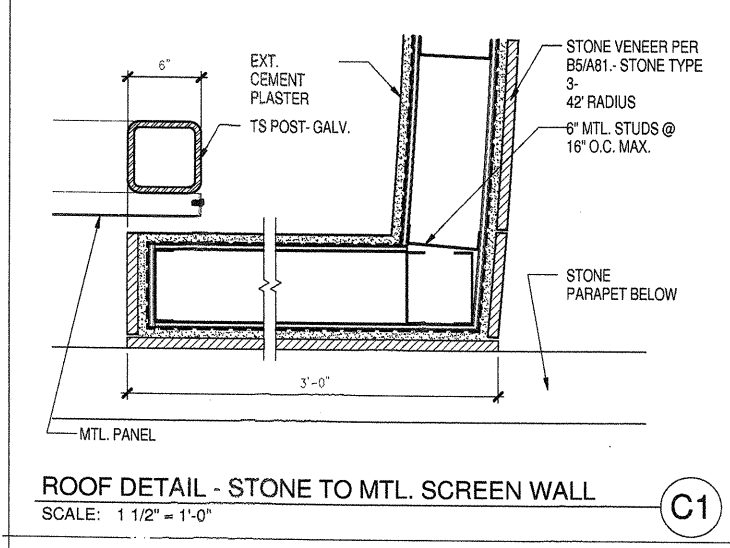 6"
EXT.
CEMENT
PLASTER
TS POST- GALV.
STONE VENEER PER
B5/A81.- STONE TYPE
3-
42' RADIUS
6" MTL. STUDS @
16" O.C. MAX.
STONE
PARAPET BELOW
3'-0"
MTL. PANEL
ROOF DETAIL - STONE TO MTL. SCREEN WALL
SCALE: 1 1/2" = 1'-0"
C1